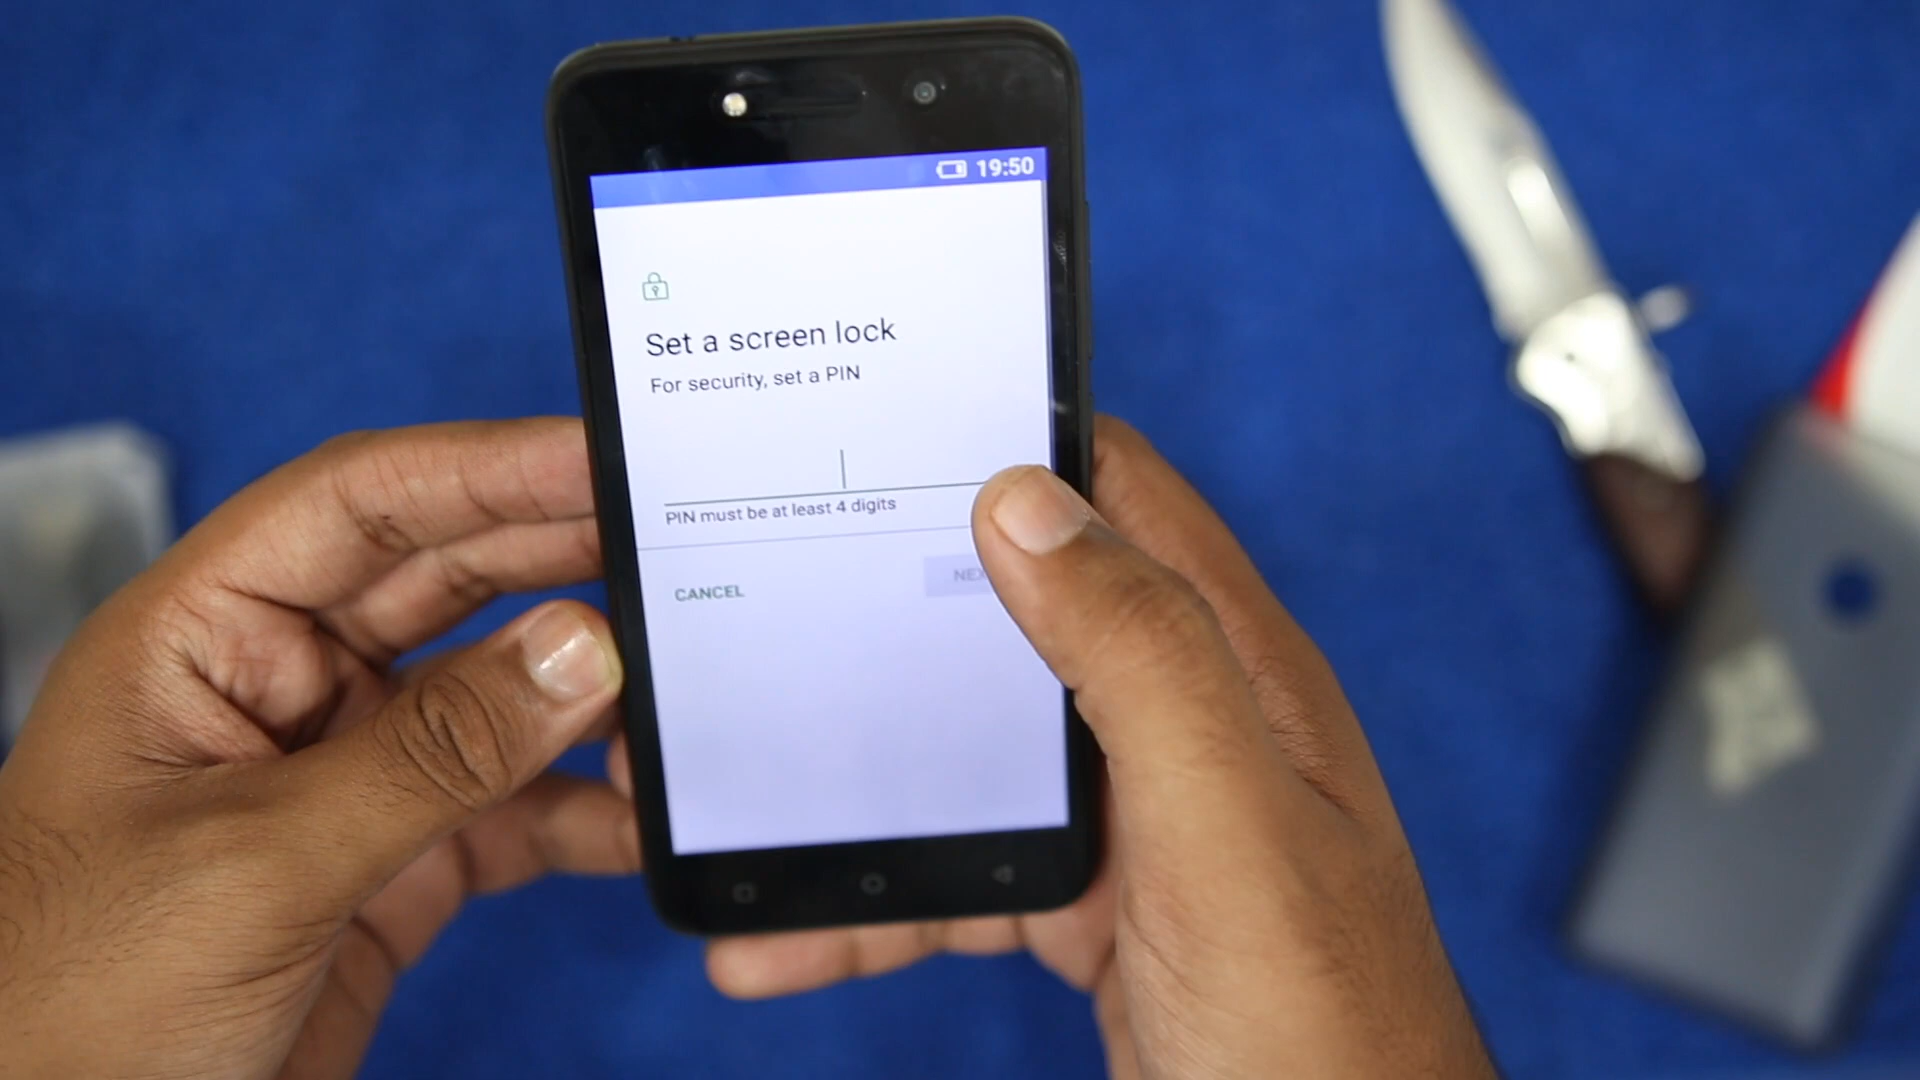 19:50
Set a screen lock
For security, set a PIN
PIN must be at least 4 digits
CANCEL